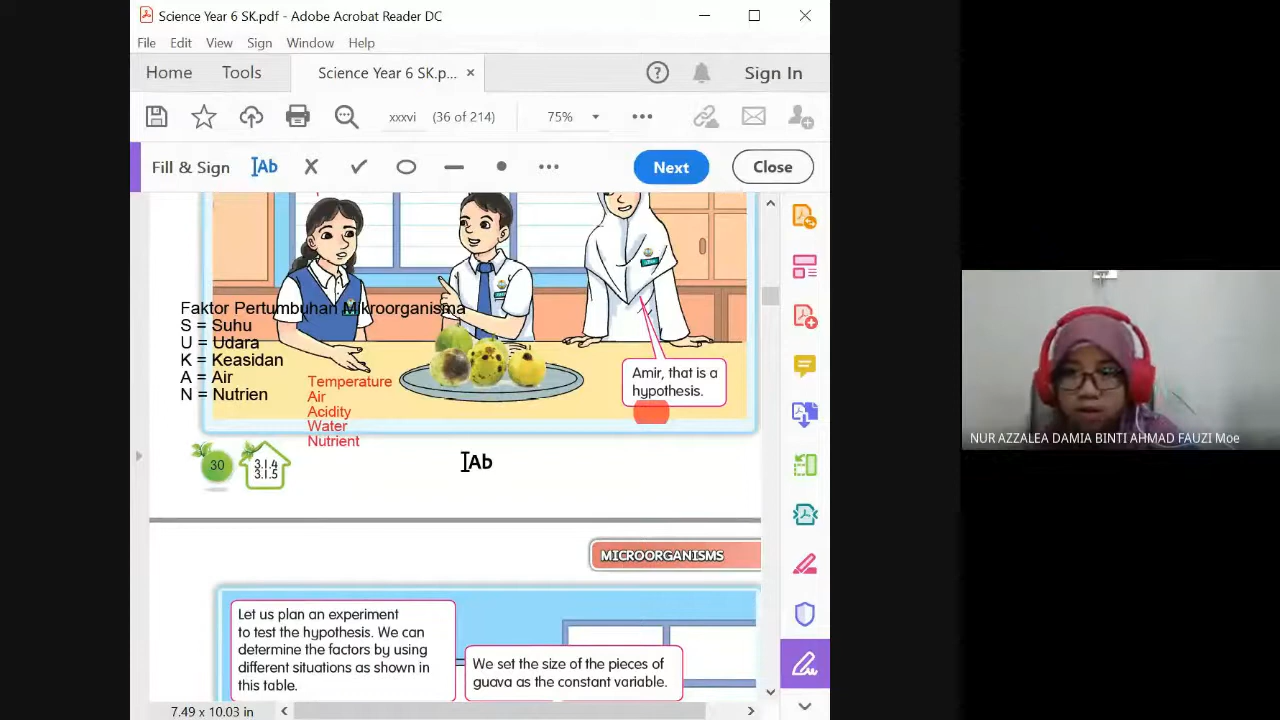 Science Year 6 SK.pdf - Adobe Acrobat Reader DC
File Edit View Sign Window Help
Home Tools Science Year 6 SK.p... × Sign In
xxxvi (36 of 214) 75%
Fill & Sign IAb Next Close
Faktor Pertumbuhan Mikroorganisma
S = Suhu
U = Udara
K = Keasidan
A = Air
N = Nutrien
Temperature
Air
Acidity
Water
Nutrient
Amir, that is a
hypothesis.
30
3.1.4
3.1.5
IAb
MICROORGANISMS
Let us plan an experiment
to test the hypothesis. We can
determine the factors by using
different situations as shown in
this table.
We set the size of the pieces of
guava as the constant variable.
7.49 x 10.03 in
NUR AZZALEA DAMIA BINTI AHMAD FAUZI Moe